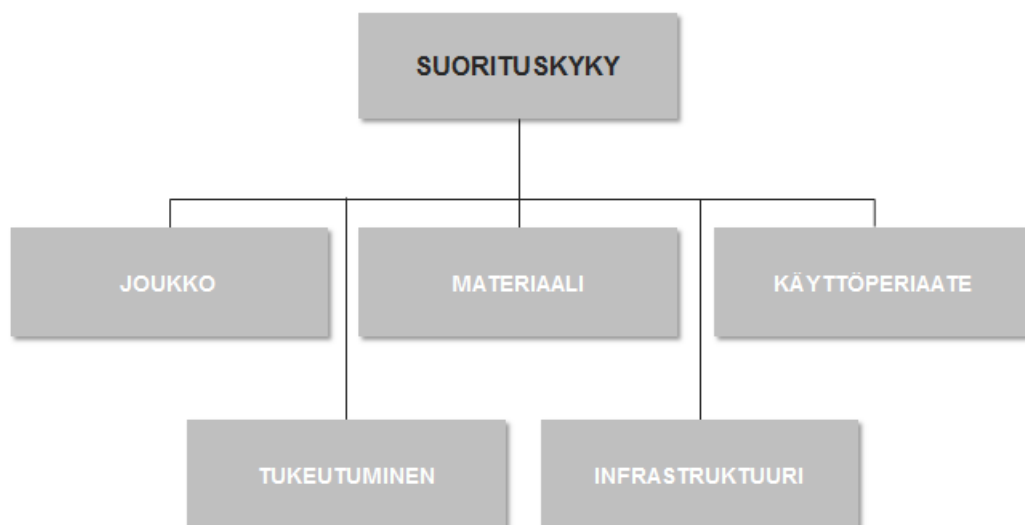 SUORITUSKYKY
JOUKKO
MATERIAALI
KÄYTTÖPERIAATE
TUKEUTUMINEN
INFRASTRUKTUURI